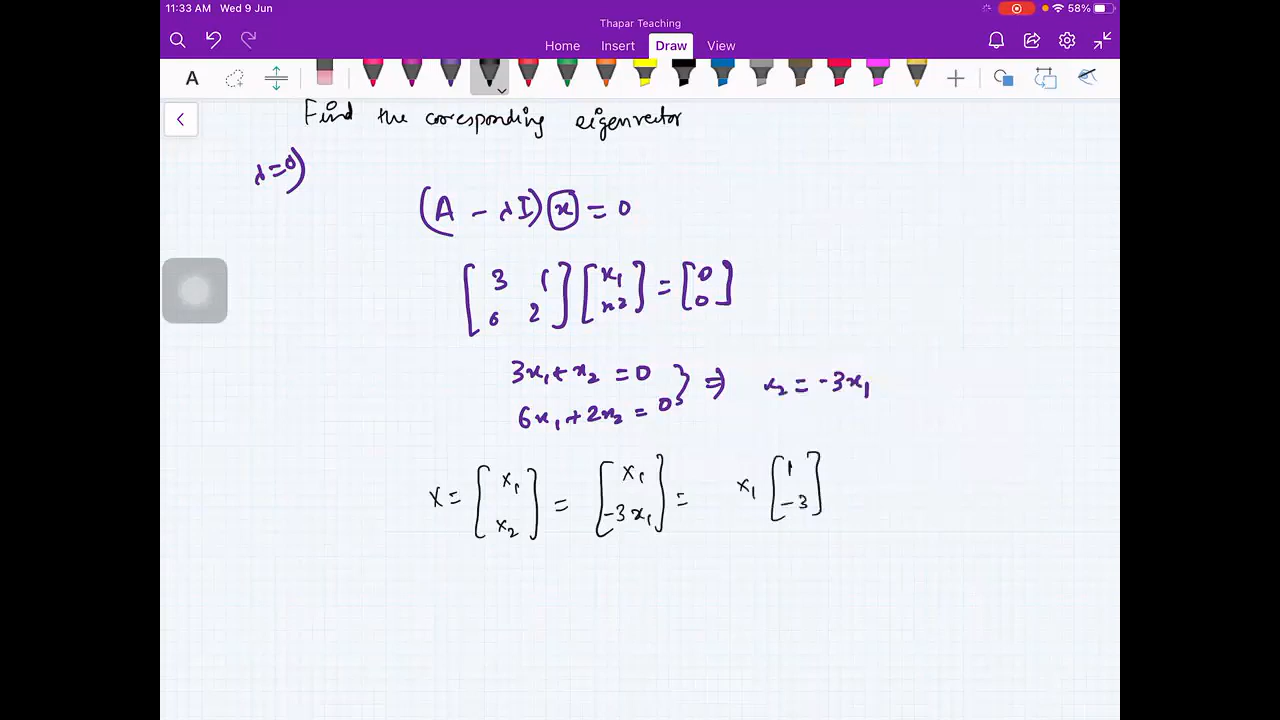 11:33 AM Wed 9 Jun
58%
Thapar Teaching
Home Insert Draw View
A
Find the corresponding eigenvector
λ=0)
(A - λI) x = 0
[3 1
6 2] [x₁
x2] = [0
0]
3x₁ + x₂ = 0
6x₁ + 2x₂ = 0 } ⇒ x₂ = -3x₁
X = [x₁
x₂] = [x₁
-3x₁] = x₁ [1
-3]